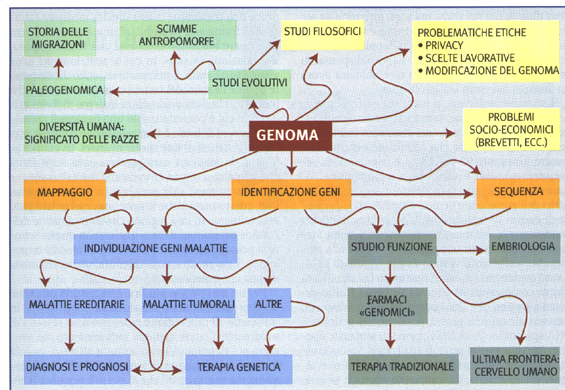 STORIA DELLE
MIGRAZIONI
SCIMMIE
ANTROPOMORFE
STUDI FILOSOFICI
PROBLEMATICHE ETICHE
• PRIVACY
• SCELTE LAVORATIVE
• MODIFICAZIONE DEL GENOMA
PALEOGENOMICA
STUDI EVOLUTIVI
DIVERSITÀ UMANA:
SIGNIFICATO DELLE RAZZE
GENOMA
PROBLEMI
SOCIO-ECONOMICI
(BREVETTI, ECC.)
MAPPAGGIO
IDENTIFICAZIONE GENI
SEQUENZA
INDIVIDUAZIONE GENI MALATTIE
STUDIO FUNZIONE
EMBRIOLOGIA
MALATTIE EREDITARIE
MALATTIE TUMORALI
ALTRE
FARMACI
«GENOMICI»
DIAGNOSI E PROGNOSI
TERAPIA GENETICA
TERAPIA TRADIZIONALE
ULTIMA FRONTIERA:
CERVELLO UMANO